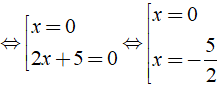 ⇔ [x = 0
2x + 5 = 0 ⇔ [x = 0
x = −5/2